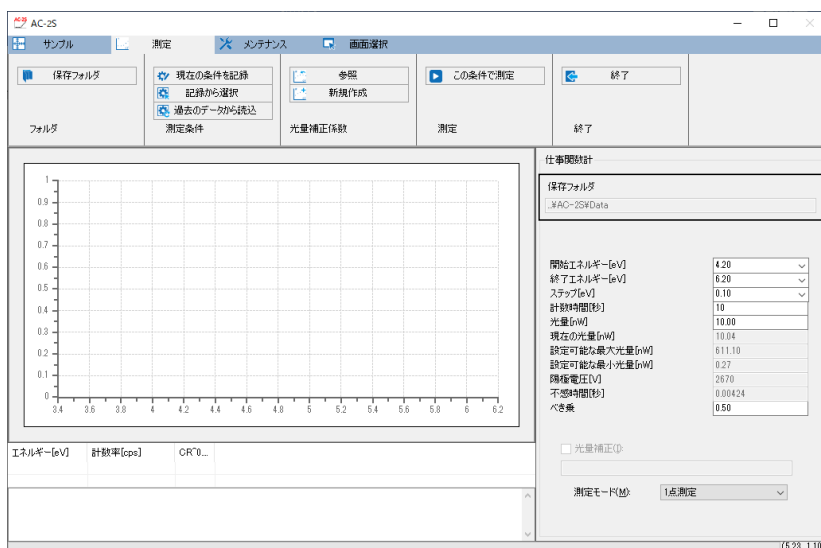 AC-2S
サンプル 測定 メンテナンス 画面選択
保存フォルダ 現在の条件を記録 参照 この条件で測定 終了
記録から選択 新規作成
過去のデータから読込
フォルダ 測定条件 光量補正係数 測定 終了
仕事関数計
保存フォルダ
..¥AC-2S¥Data
1
0.9
0.8
0.7
0.6
0.5
0.4
0.3
0.2
0.1
0
3.4 3.6 3.8 4 4.2 4.4 4.6 4.8 5 5.2 5.4 5.6 5.8 6 6.2
開始エネルギー[eV] 4.20
終了エネルギー[eV] 6.20
ステップ[eV] 0.10
計数時間[秒] 10
光量[nW] 10.00
現在の光量[nW] 10.04
設定可能な最大光量[nW] 611.10
設定可能な最小光量[nW] 0.27
陽極電圧[V] 2670
不感時間[秒] 0.00424
べき乗 0.50
エネルギー[eV] 計数率[cps] CR^0...
光量補正(I):
測定モード(M): 1点測定
(5.23, 1.10